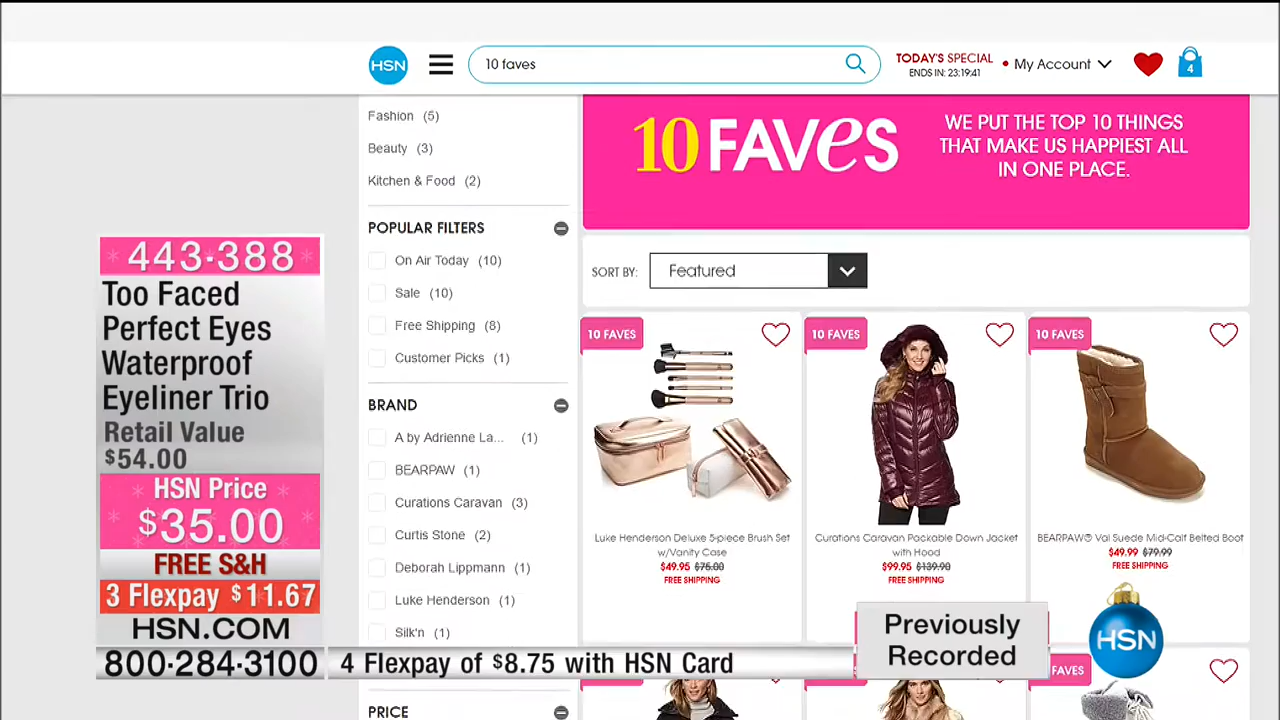 HSN
10 faves
TODAY'S SPECIAL
ENDS IN: 23:19:41
My Account
4
Fashion (5)
Beauty (3)
Kitchen & Food (2)
POPULAR FILTERS
On Air Today (10)
Sale (10)
Free Shipping (8)
Customer Picks (1)
BRAND
A by Adrienne La... (1)
BEARPAW (1)
Curations Caravan (3)
Curtis Stone (2)
Deborah Lippmann (1)
Luke Henderson (1)
Silk'n (1)
PRICE
10 FAVES
WE PUT THE TOP 10 THINGS
THAT MAKE US HAPPIEST ALL
IN ONE PLACE.
SORT BY:
Featured
10 FAVES
10 FAVES
10 FAVES
Luke Henderson Deluxe 5-piece Brush Set
w/Vanity Case
$49.95 $75.00
FREE SHIPPING
Curations Caravan Packable Down Jacket
with Hood
$99.95 $139.90
FREE SHIPPING
BEARPAW® Val Suede Mid-Calf Belted Boot
$49.99 $79.99
FREE SHIPPING
FAVES
443-388
Too Faced
Perfect Eyes
Waterproof
Eyeliner Trio
Retail Value
$54.00
HSN Price
$35.00
FREE S&H
3 Flexpay $11.67
HSN.COM
800-284-3100
4 Flexpay of $8.75 with HSN Card
Previously
Recorded
HSN